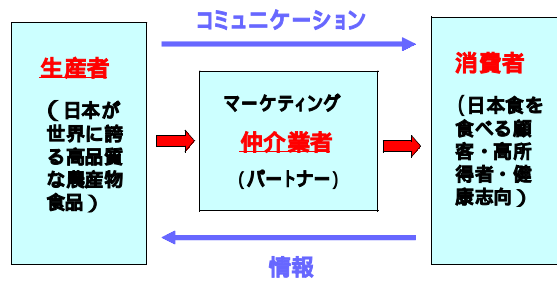 コミュニケーション
生産者
(日本が
世界に誇
る高品質
な農産物
食品)
マーケティング
仲介業者
(パートナー)
消費者
(日本食を
食べる顧
客・高所
得者・健
康志向)
情報